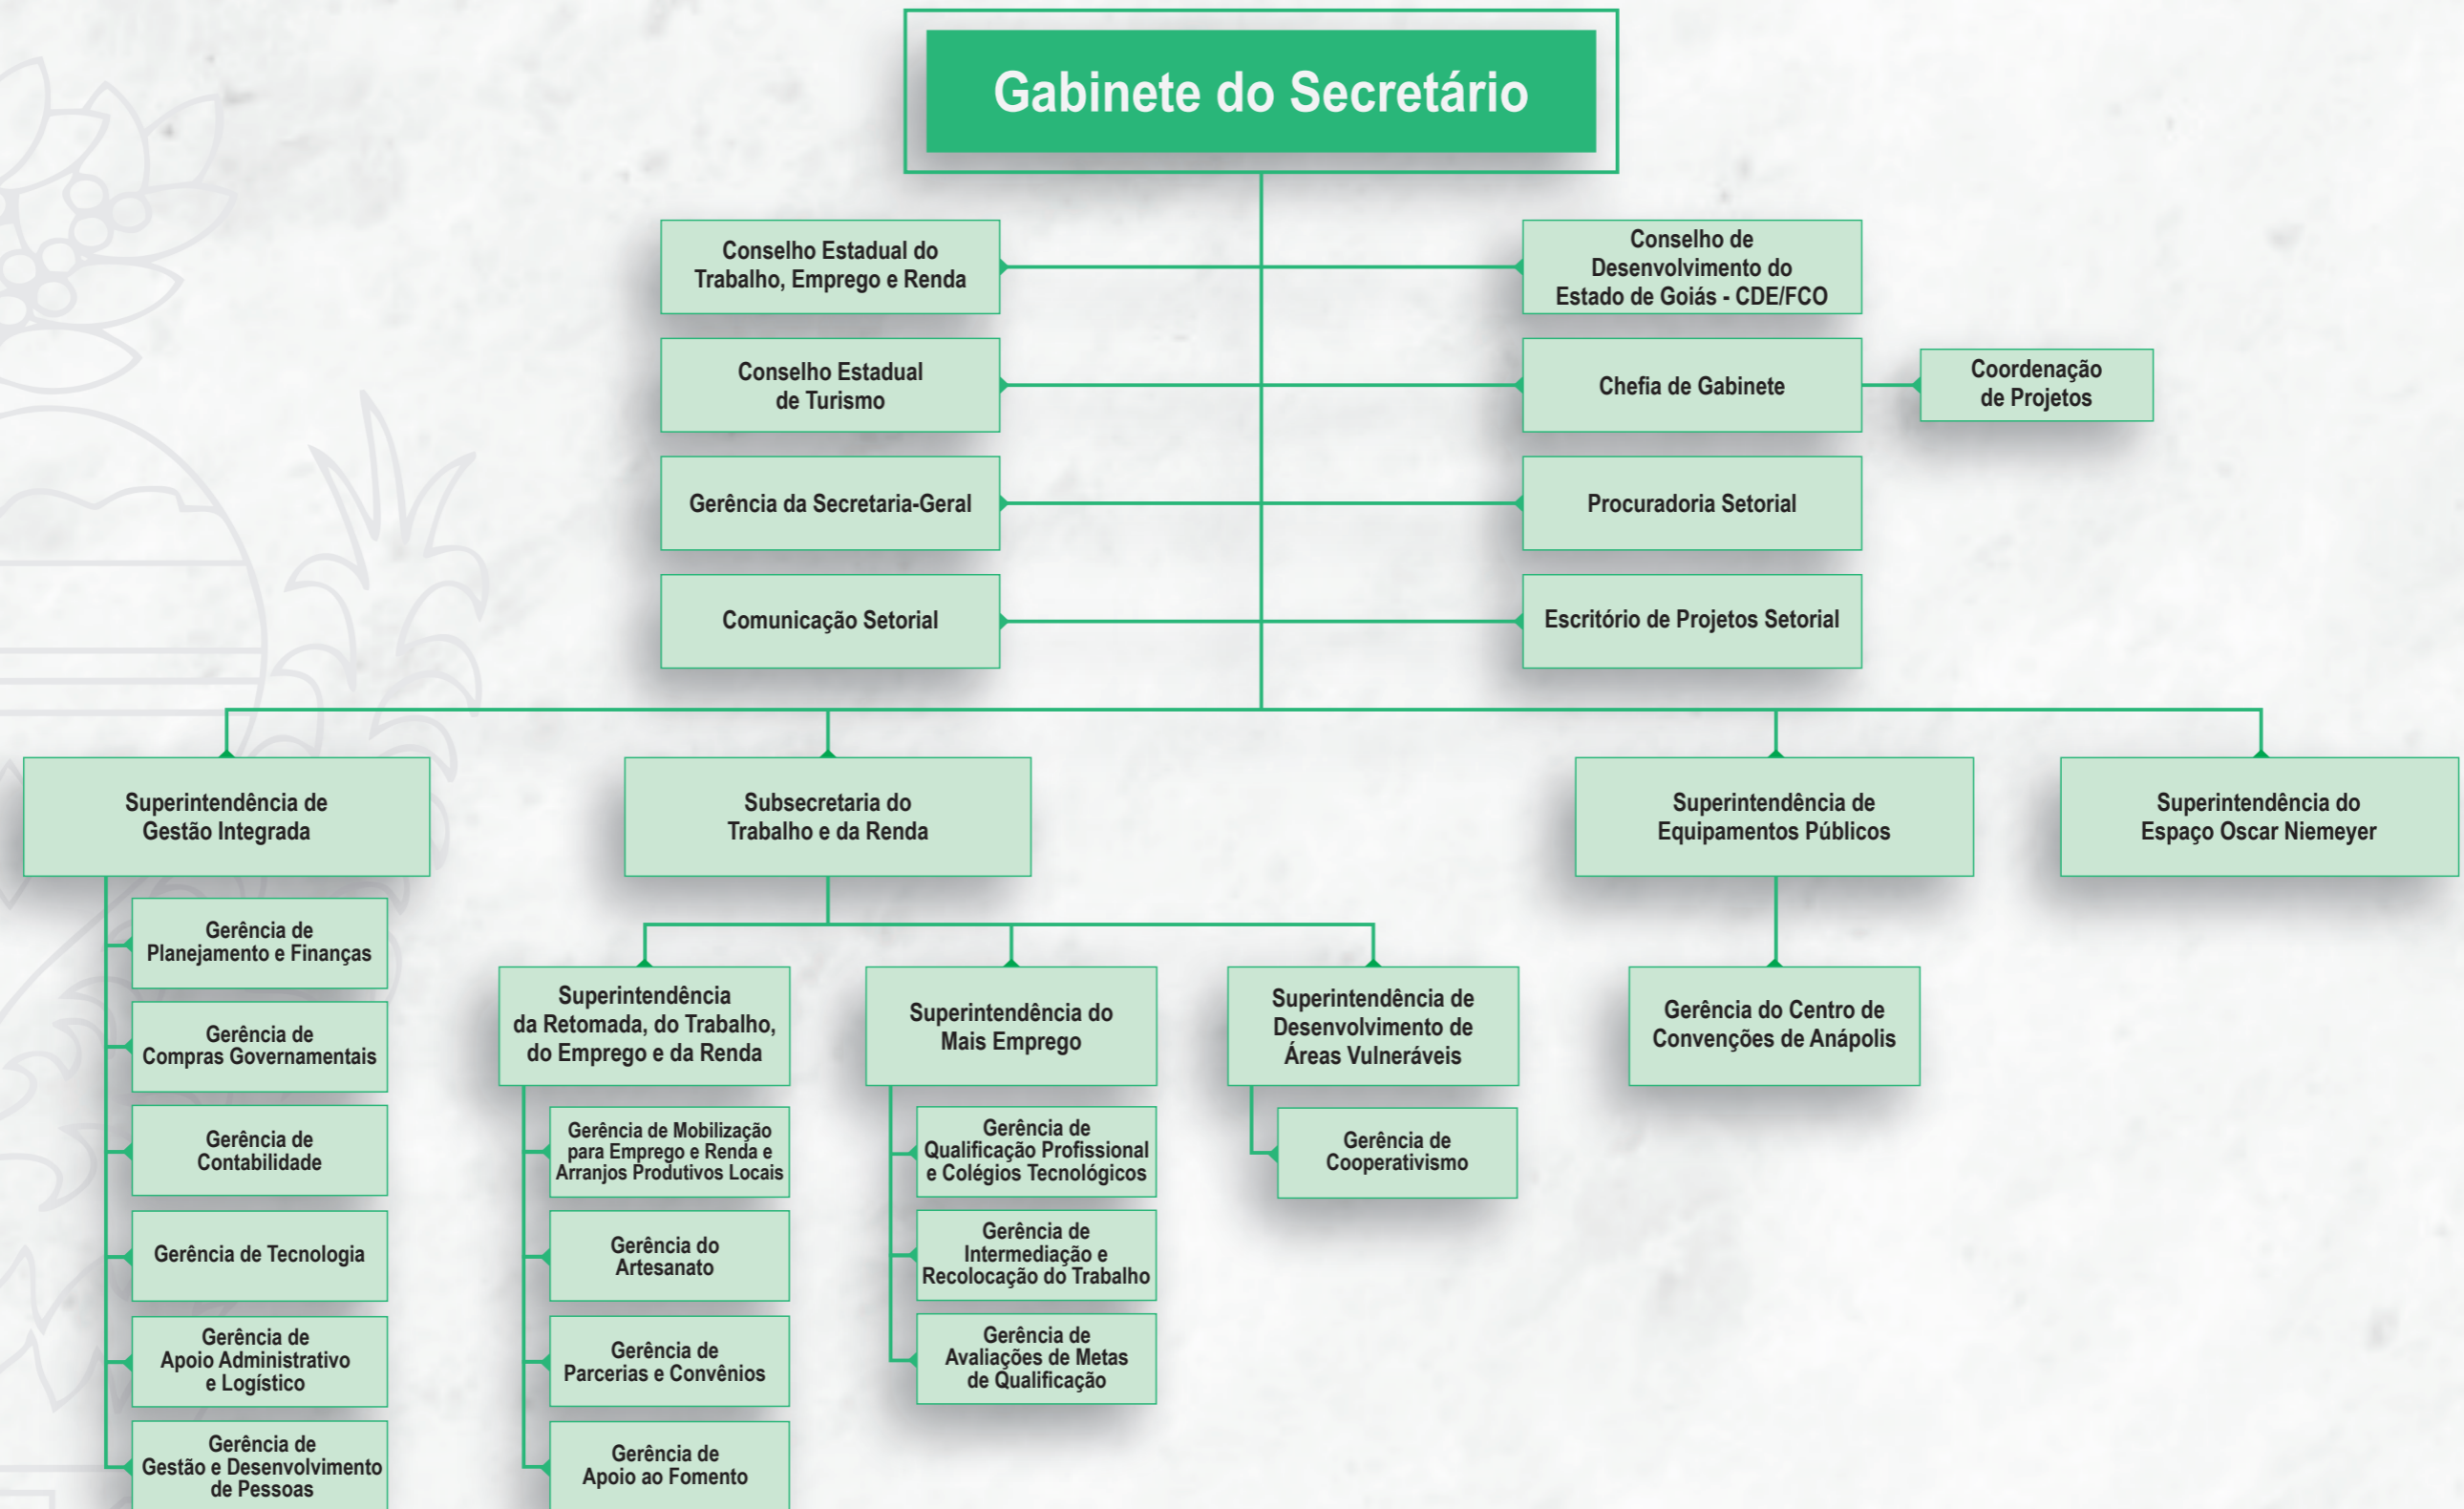 Gabinete do Secretário
Conselho Estadual do
Trabalho, Emprego e Renda
Conselho de
Desenvolvimento do
Estado de Goiás - CDE/FCO
Conselho Estadual
de Turismo
Chefia de Gabinete
Coordenação
de Projetos
Gerência da Secretaria-Geral
Procuradoria Setorial
Comunicação Setorial
Escritório de Projetos Setorial
Superintendência de
Gestão Integrada
Subsecretaria do
Trabalho e da Renda
Superintendência de
Equipamentos Públicos
Superintendência do
Espaço Oscar Niemeyer
Gerência de
Planejamento e Finanças
Gerência de
Compras Governamentais
Gerência de
Contabilidade
Gerência de Tecnologia
Gerência de
Apoio Administrativo
e Logístico
Gerência de
Gestão e Desenvolvimento
de Pessoas
Superintendência
da Retomada, do Trabalho,
do Emprego e da Renda
Gerência de Mobilização
para Emprego e Renda e
Arranjos Produtivos Locais
Gerência do
Artesanato
Gerência de
Parcerias e Convênios
Gerência de
Apoio ao Fomento
Superintendência do
Mais Emprego
Gerência de
Qualificação Profissional
e Colégios Tecnológicos
Gerência de
Intermediação e
Recolocação do Trabalho
Gerência de
Avaliações de Metas
de Qualificação
Superintendência de
Desenvolvimento de
Áreas Vulneráveis
Gerência de
Cooperativismo
Gerência do Centro de
Convenções de Anápolis